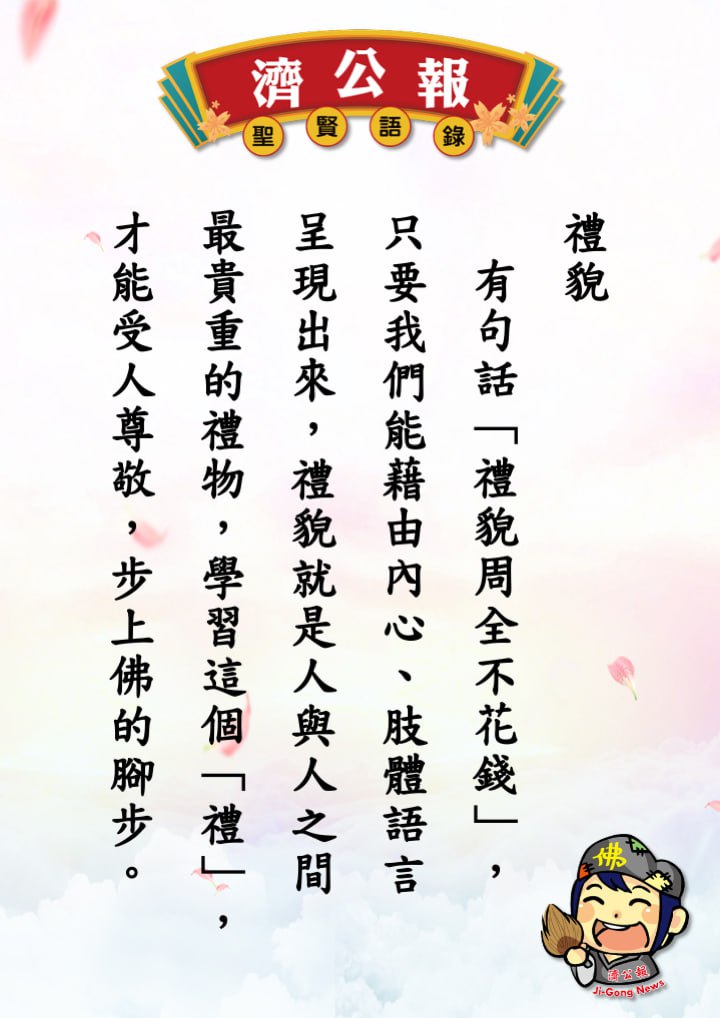 濟公報
聖賢語錄
禮貌
有句話「禮貌周全不花錢」，
只要我們能藉由內心、肢體語言
呈現出來，禮貌就是人與人之間
最貴重的禮物，學習這個「禮」，
才能受人尊敬，步上佛的腳步。
佛
濟公報
Ji-Gong News